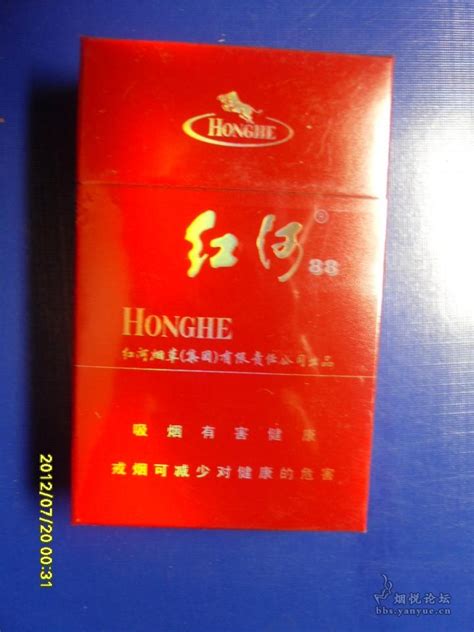 HONGHE
红河®
88
HONGHE
红河烟草(集团)有限责任公司出品
吸烟有害健康
戒烟可减少对健康的危害
2012/07/20 00:31
烟悦论坛
bbs.yanyue.cn